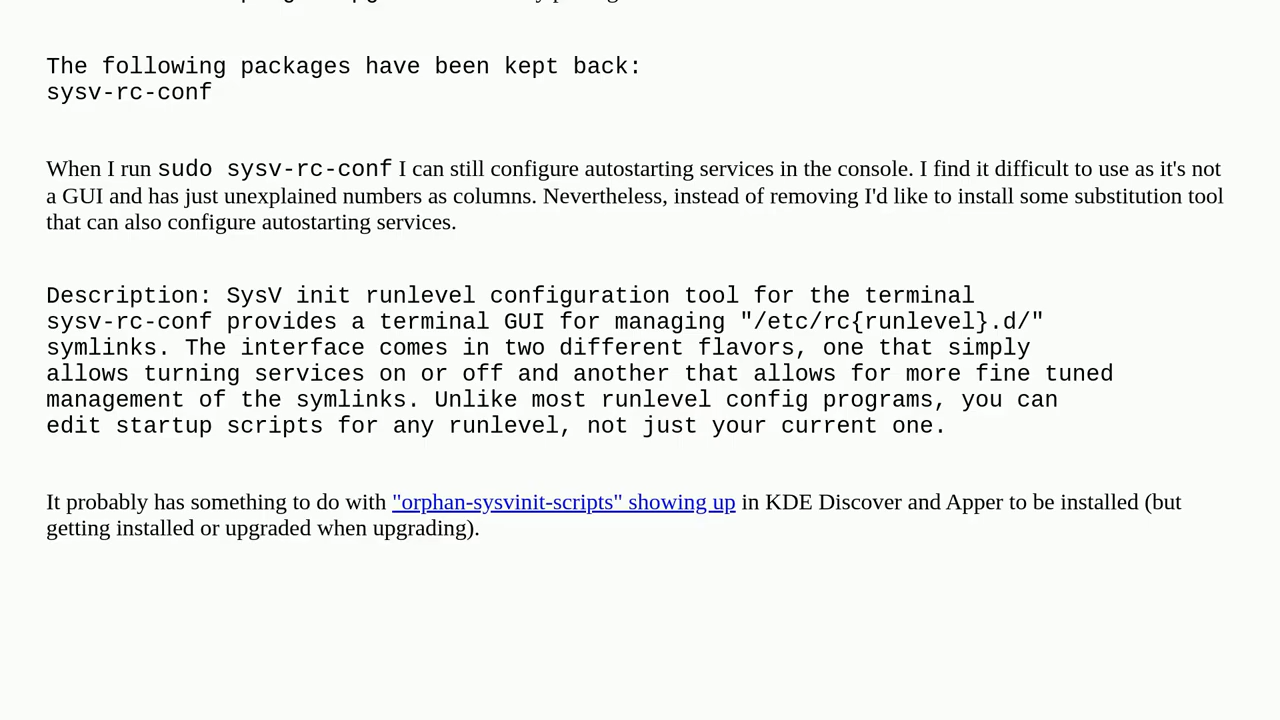 The following packages have been kept back:
sysv-rc-conf
When I run sudo sysv-rc-conf I can still configure autostarting services in the console. I find it difficult to use as it's not
a GUI and has just unexplained numbers as columns. Nevertheless, instead of removing I'd like to install some substitution tool
that can also configure autostarting services.
Description: SysV init runlevel configuration tool for the terminal
sysv-rc-conf provides a terminal GUI for managing "/etc/rc{runlevel}.d/"
symlinks. The interface comes in two different flavors, one that simply
allows turning services on or off and another that allows for more fine tuned
management of the symlinks. Unlike most runlevel config programs, you can
edit startup scripts for any runlevel, not just your current one.
It probably has something to do with "orphan-sysvinit-scripts" showing up in KDE Discover and Apper to be installed (but
getting installed or upgraded when upgrading).